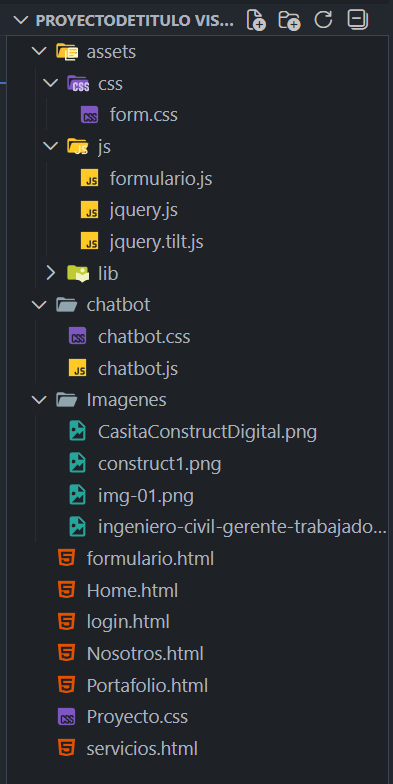 PROYECTODETITULO VIS...
assets
css
form.css
js
formulario.js
jquery.js
jquery.tilt.js
lib
chatbot
chatbot.css
chatbot.js
Imagenes
CasitaConstructDigital.png
construct1.png
img-01.png
ingeniero-civil-gerente-trabajado...
formulario.html
Home.html
login.html
Nosotros.html
Portafolio.html
Proyecto.css
servicios.html